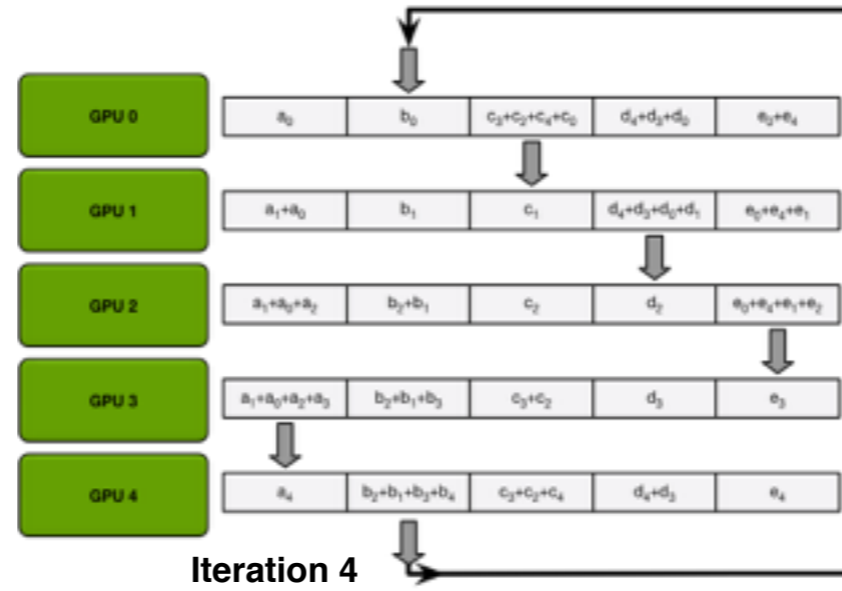 GPU 0 a₀ b₀ c₃+c₂+c₄+c₀ d₄+d₃+d₀ e₀+e₄
GPU 1 a₁+a₀ b₁ c₁ d₄+d₃+d₀+d₁ e₀+e₄+e₁
GPU 2 a₁+a₀+a₂ b₂+b₁ c₂ d₂ e₀+e₄+e₁+e₂
GPU 3 a₁+a₀+a₂+a₃ b₂+b₁+b₃ c₃+c₂ d₃ e₃
GPU 4 a₄ b₂+b₁+b₃+b₄ c₃+c₂+c₄ d₄+d₃ e₄
Iteration 4